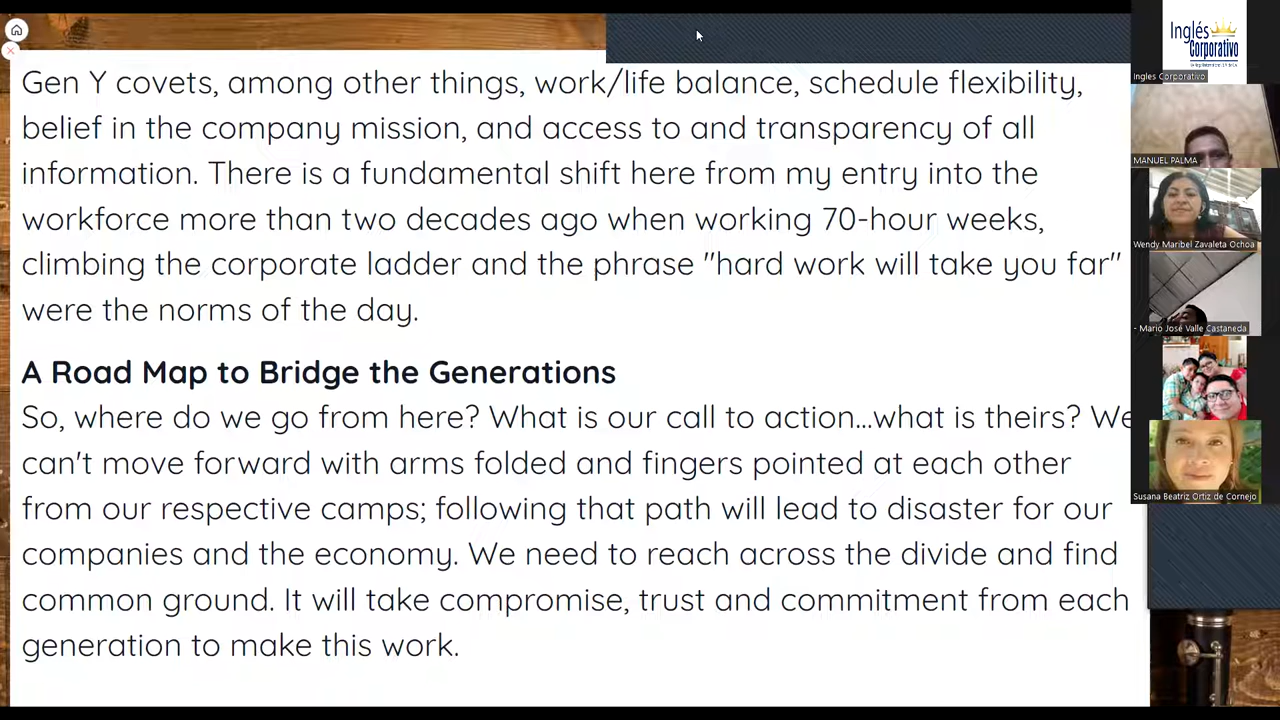 Gen Y covets, among other things, work/life balance, schedule flexibility,
belief in the company mission, and access to and transparency of all
information. There is a fundamental shift here from my entry into the
workforce more than two decades ago when working 70-hour weeks,
climbing the corporate ladder and the phrase "hard work will take you far"
were the norms of the day.
A Road Map to Bridge the Generations
So, where do we go from here? What is our call to action...what is theirs? We
can't move forward with arms folded and fingers pointed at each other
from our respective camps; following that path will lead to disaster for our
companies and the economy. We need to reach across the divide and find
common ground. It will take compromise, trust and commitment from each
generation to make this work.
Inglés
Corporativo
Ingles Corporativo
MANUEL PALMA
Wendy Maribel Zavaleta Ochoa
- Mario José Valle Castaneda
Susana Beatriz Ortiz de Cornejo